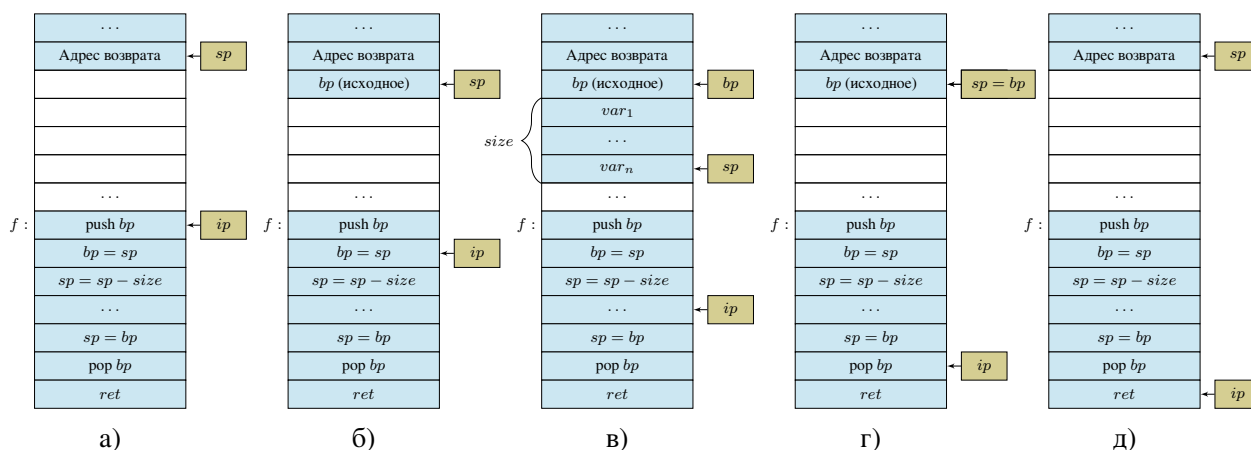 ... ... ... ... ...
Адрес возврата sp Адрес возврата Адрес возврата Адрес возврата Адрес возврата sp
bp (исходное) sp bp (исходное) bp bp (исходное) sp = bp
var₁
size ...
varₙ sp
... ... ... ... ...
f : push bp ip f : push bp f : push bp f : push bp f : push bp
bp = sp bp = sp ip bp = sp bp = sp bp = sp
sp = sp − size sp = sp − size sp = sp − size sp = sp − size sp = sp − size
... ... ... ip ... ...
sp = bp sp = bp sp = bp sp = bp sp = bp
pop bp pop bp pop bp pop bp ip pop bp
ret ret ret ret ret ip
а) б) в) г) д)